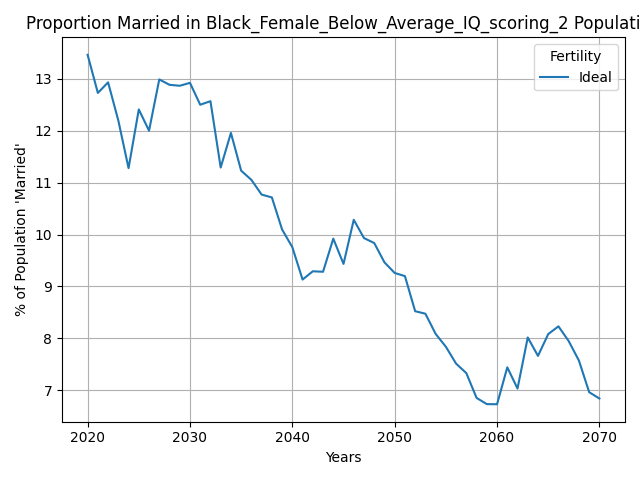 Proportion Married in Black_Female_Below_Average_IQ_scoring_2 Populati
Fertility
Ideal
% of Population 'Married'
13
12
11
10
9
8
7
2020 2030 2040 2050 2060 2070
Years